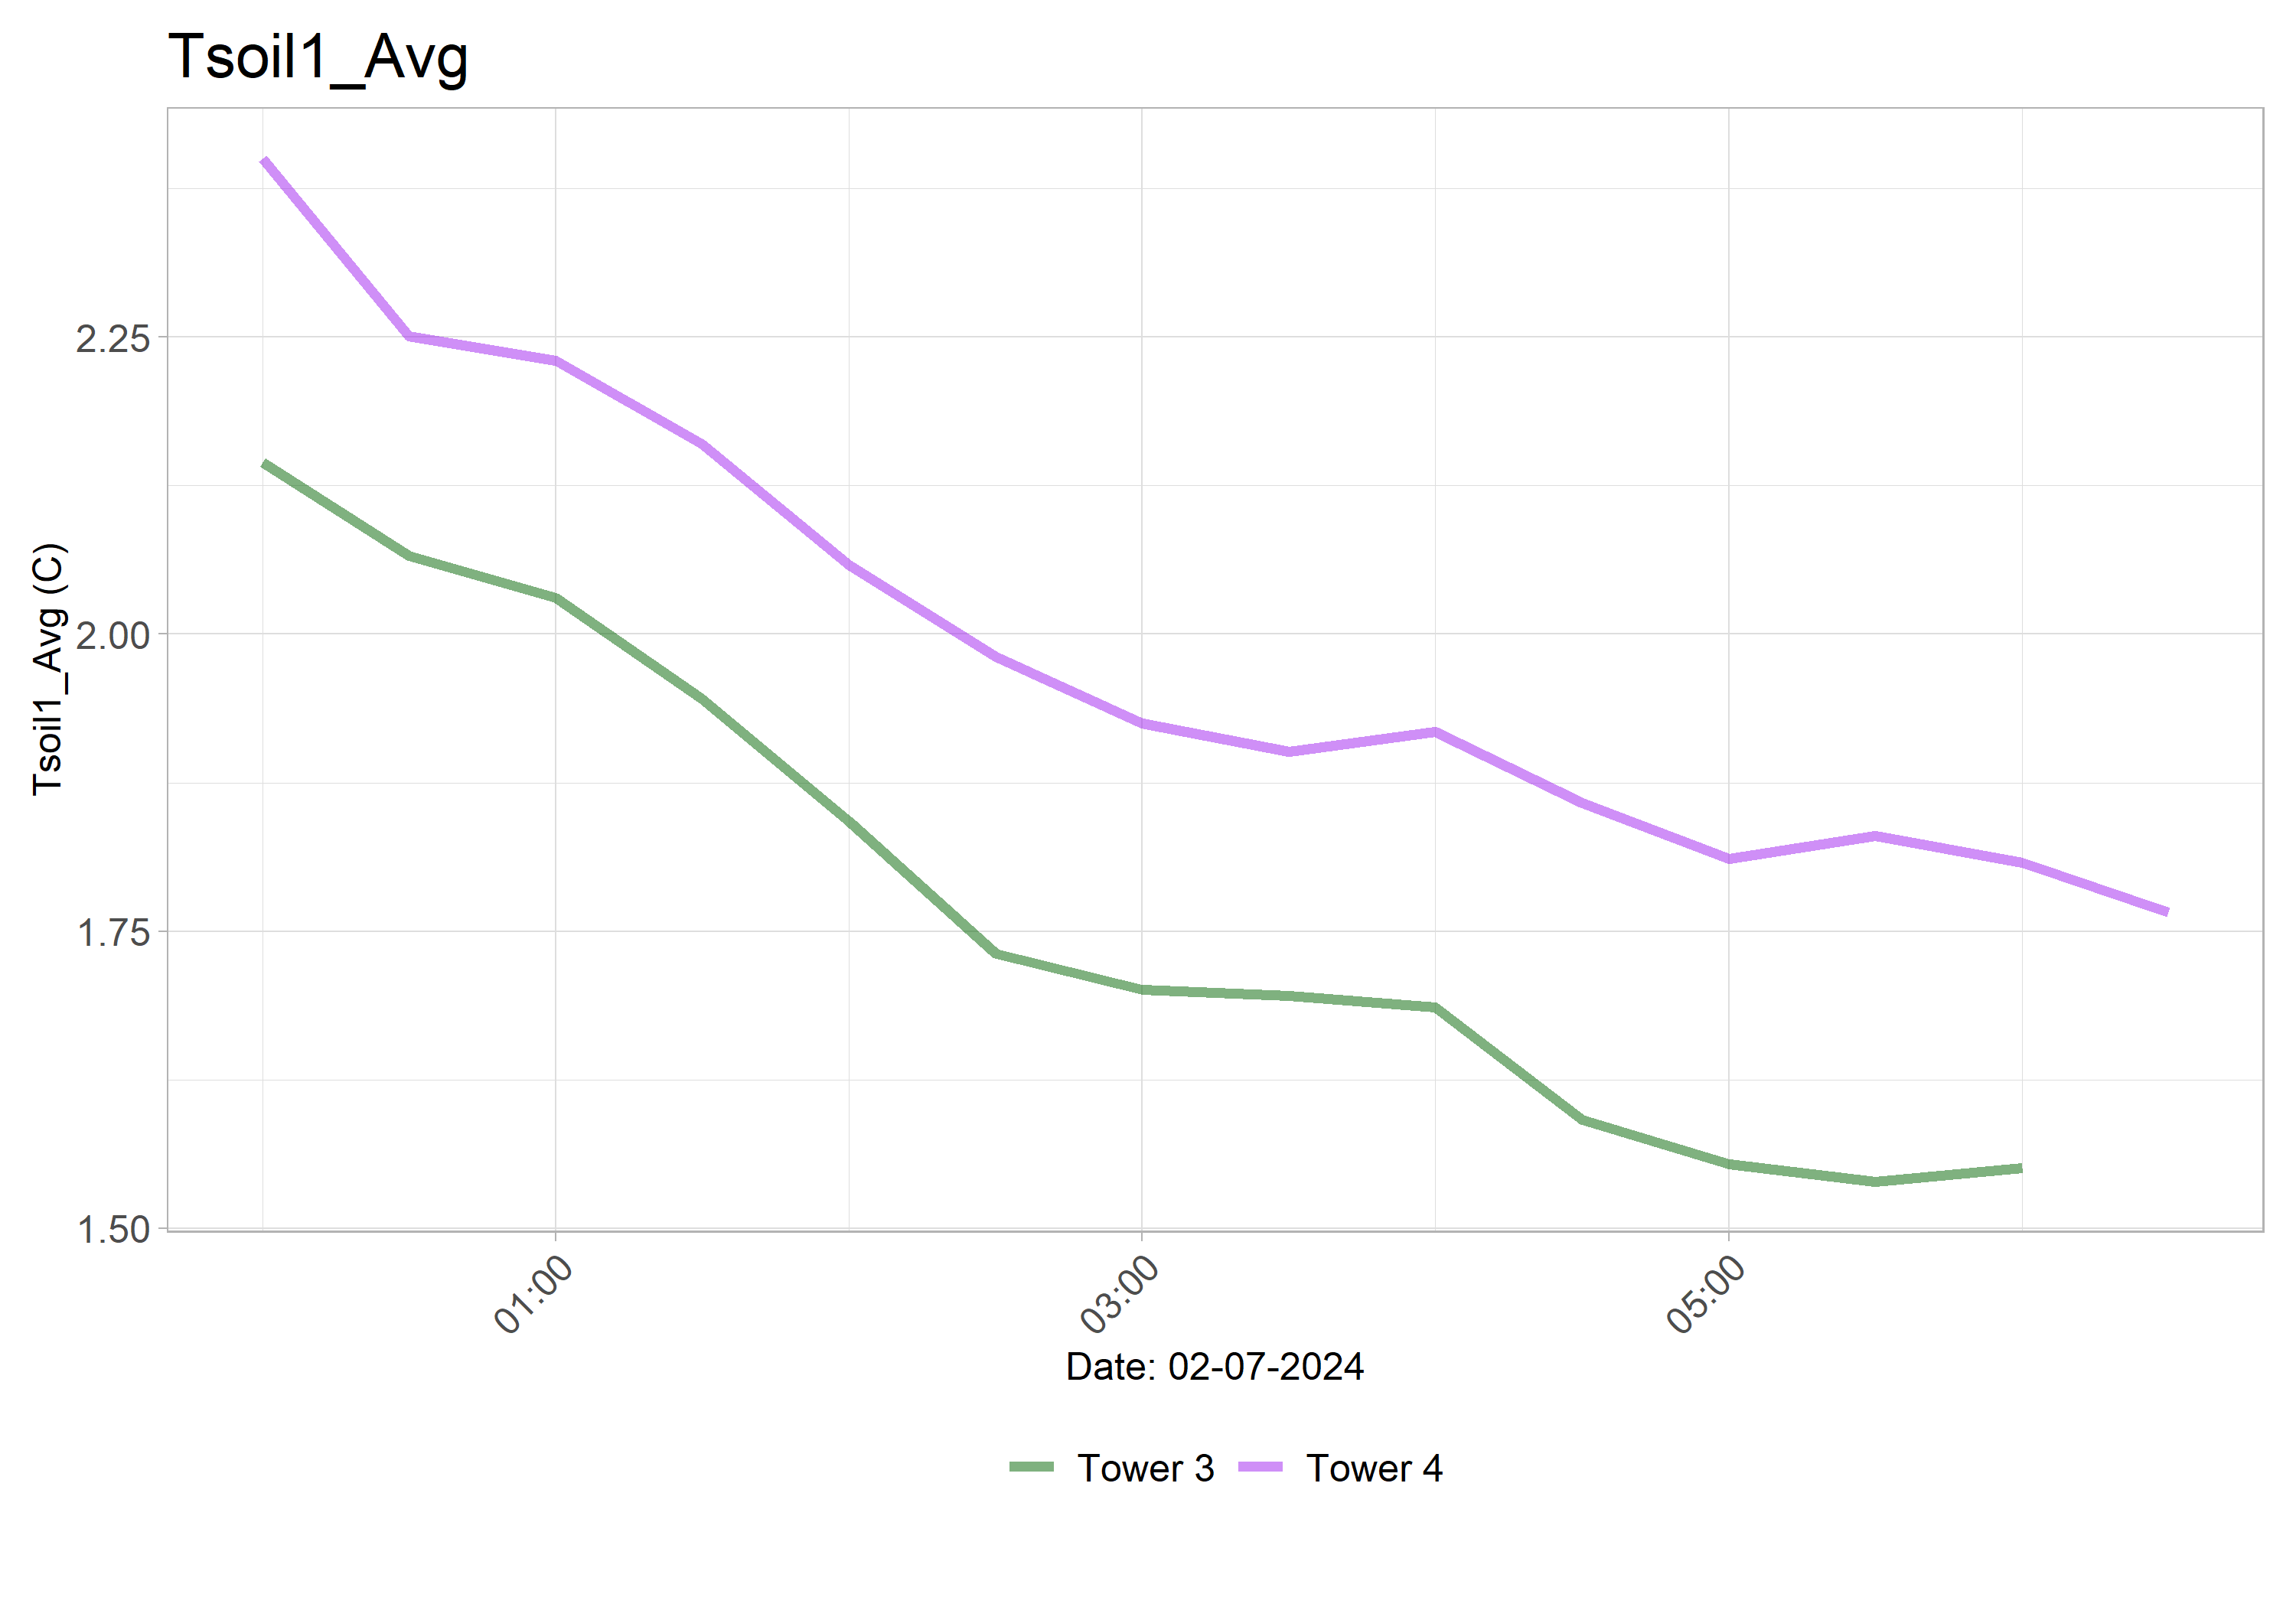 Tsoil1_Avg
Tsoil1_Avg (C)
2.25
2.00
1.75
1.50
01:00
03:00
05:00
Date: 02-07-2024
Tower 3
Tower 4